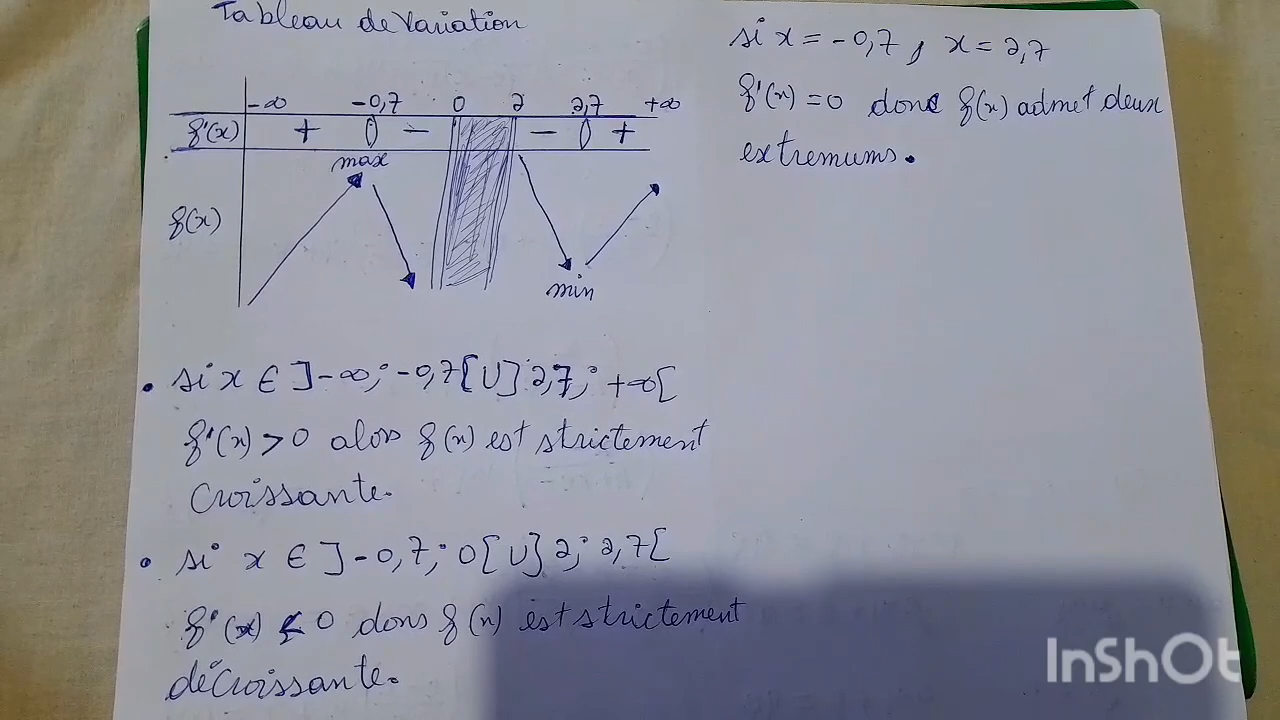 Tableau de Variation
-∞ -0,7 0 2 2,7 +∞
f'(x) + 0 - - 0 +
max
f(x)
min
• si x ∈ ]-∞; -0,7[ U ]2,7; +∞[
f'(x) > 0 alors f(x) est strictement
croissante.
• si x ∈ ]-0,7; 0[ U ]2; 2,7[
f'(x) < 0 dons f(x) est strictement
décroissante.
si x = -0,7, x = 2,7
f'(x) = 0 donc f(x) admet deux
extremums.
InShOt